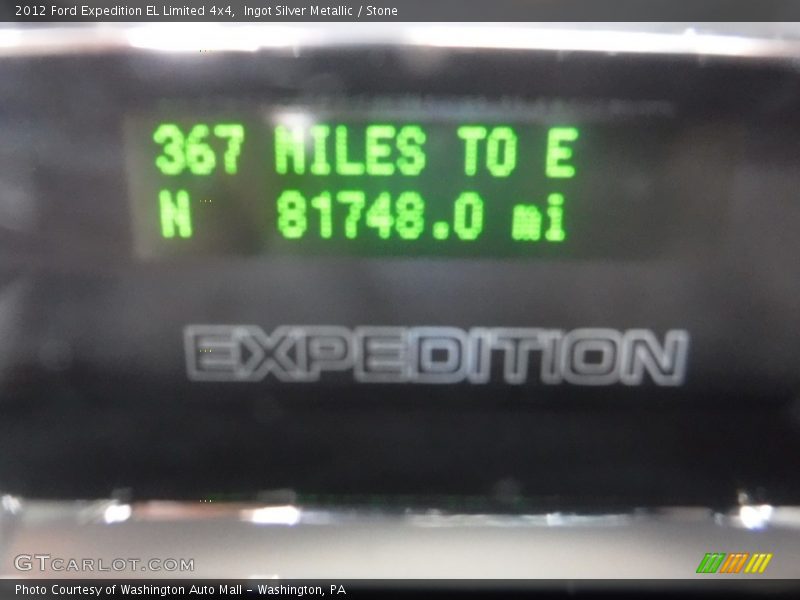 2012 Ford Expedition EL Limited 4x4, Ingot Silver Metallic / Stone
367 MILES TO E
N 81748.0 mi
EXPEDITION
GTCARLOT.COM
Photo Courtesy of Washington Auto Mall - Washington, PA